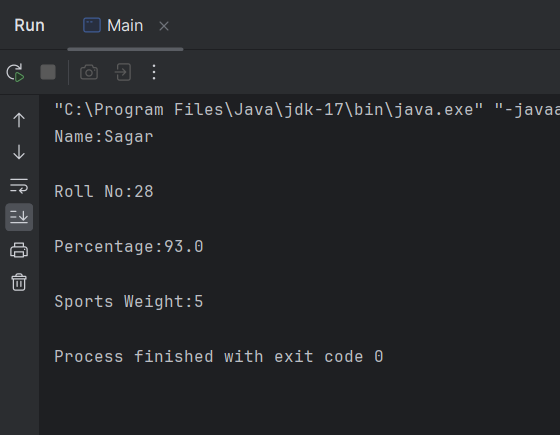 Run Main
"C:\Program Files\Java\jdk-17\bin\java.exe" "-javaa
Name:Sagar
Roll No:28
Percentage:93.0
Sports Weight:5
Process finished with exit code 0